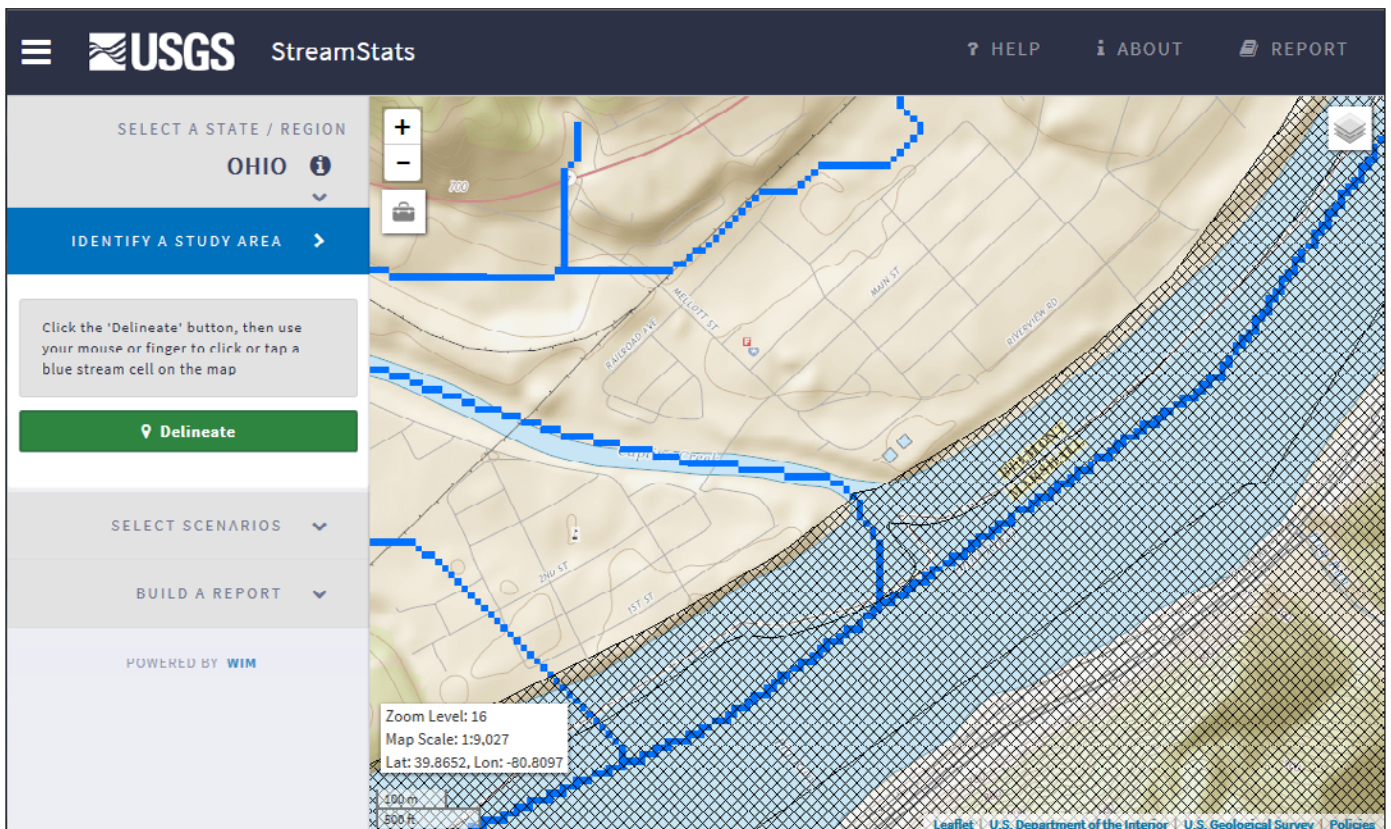 USGS StreamStats ? HELP i ABOUT REPORT
SELECT A STATE / REGION
OHIO
IDENTIFY A STUDY AREA
Click the 'Delineate' button, then use
your mouse or finger to click or tap a
blue stream cell on the map
Delineate
SELECT SCENARIOS
BUILD A REPORT
POWERED BY WIM
+
−
700
MAIN ST
MELLOTT ST
RIVERVIEW RD
RAILROAD AVE
F
Captina Creek
BELMONT
MARSHALL
2ND ST
1ST ST
Zoom Level: 16
Map Scale: 1:9,027
Lat: 39.8652, Lon: -80.8097
100 m
500 ft
Leaflet | U.S. Department of the Interior | U.S. Geological Survey | Policies